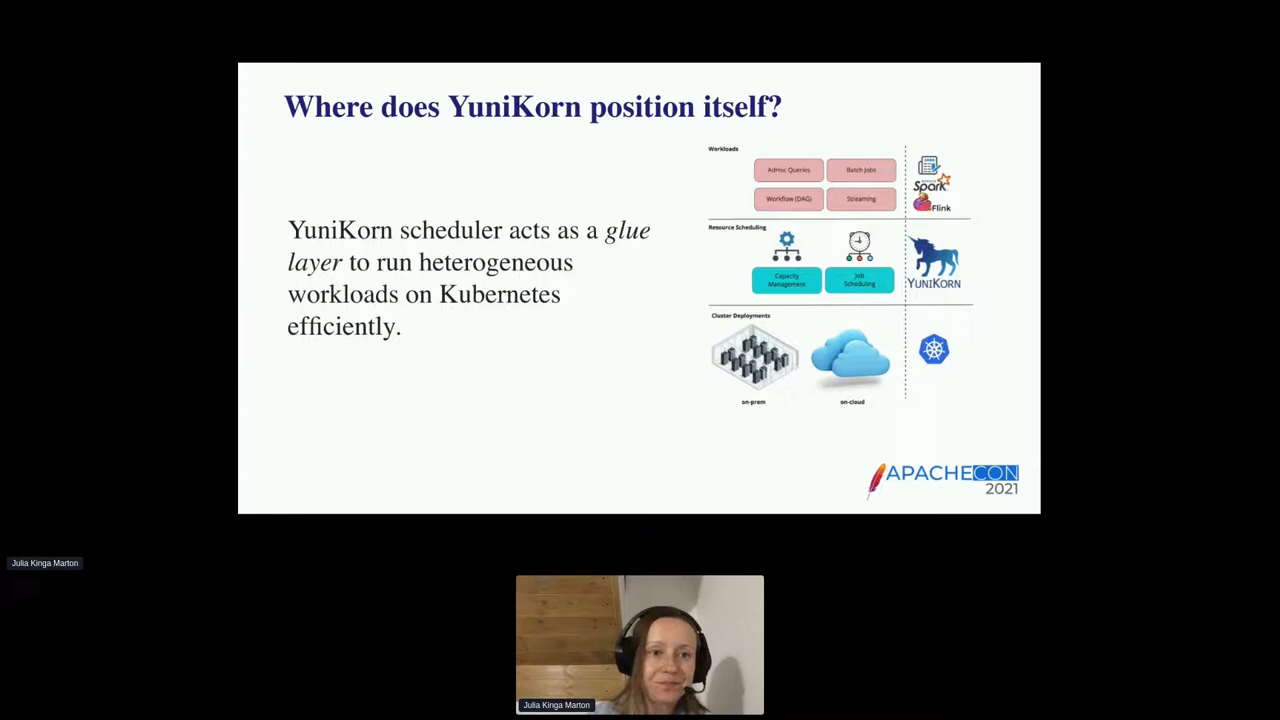 Where does YuniKorn position itself?
YuniKorn scheduler acts as a glue
layer to run heterogeneous
workloads on Kubernetes
efficiently.
Workloads
AdHoc Queries
Batch Jobs
Workflow (DAG)
Streaming
Spark
Flink
Resource Scheduling
Capacity
Management
Job
Scheduling
YUNIKORN
Cluster Deployments
on-prem
on-cloud
APACHECON
2021
Julia Kinga Marton
Julia Kinga Marton